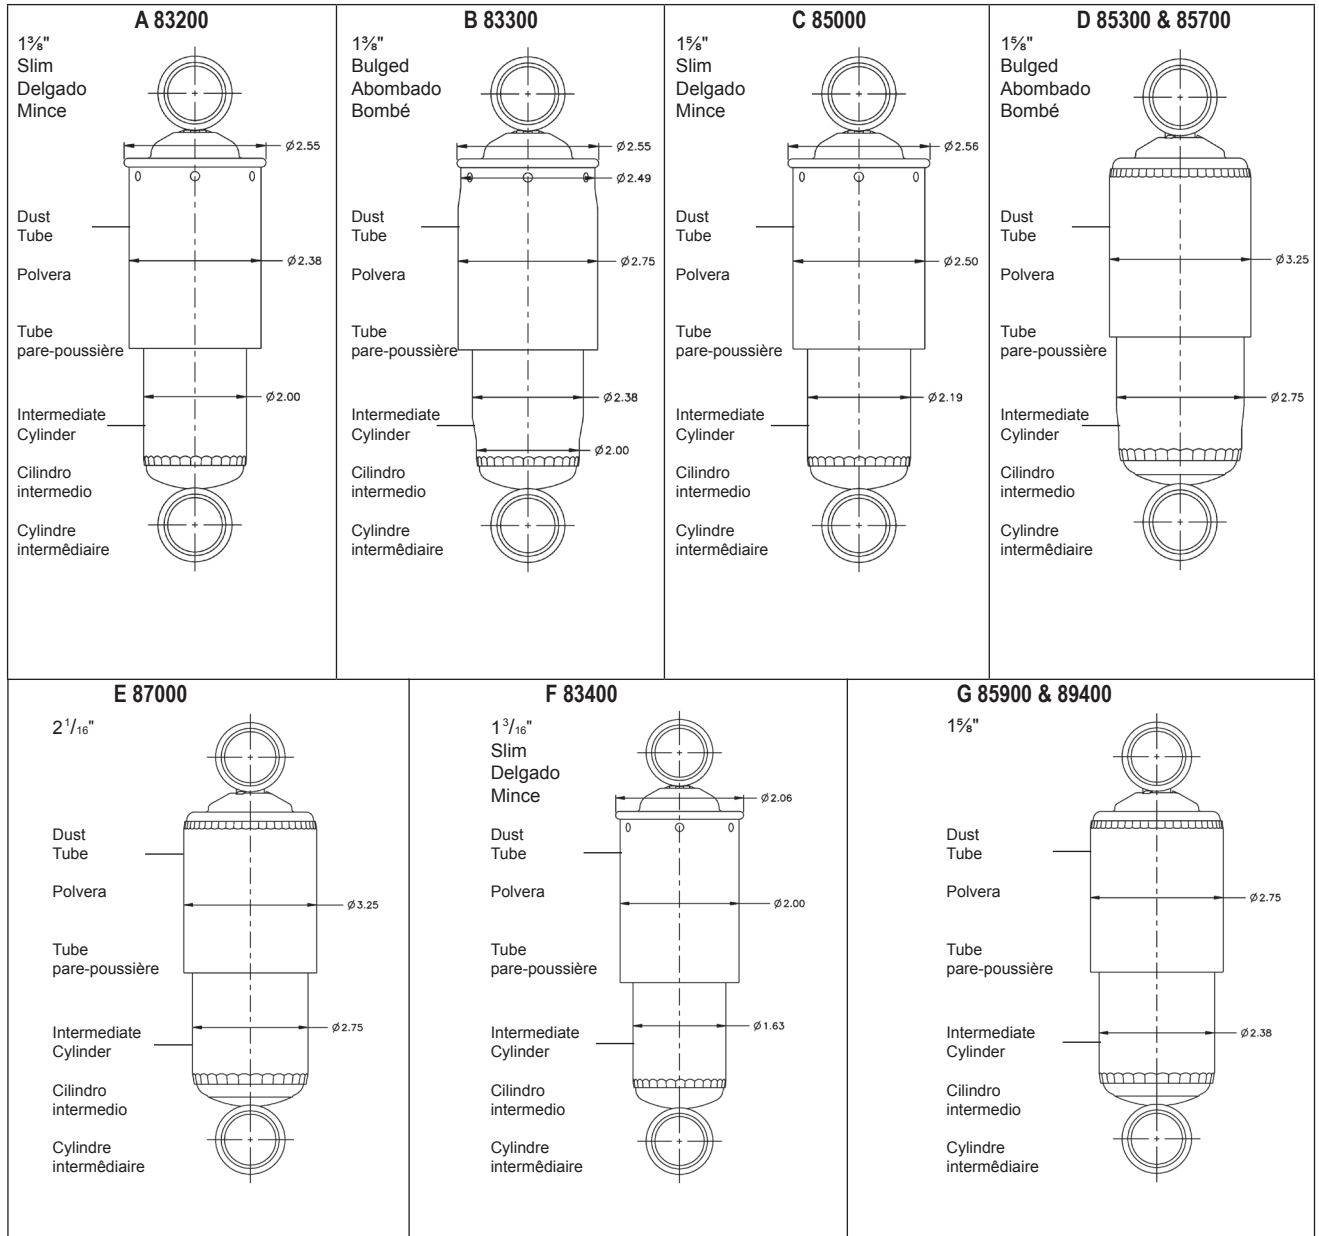 A 83200
1⅜"
Slim
Delgado
Mince
Ø2.55
Dust
Tube
Ø2.38
Polvera
Tube
pare-poussière
Ø2.00
Intermediate
Cylinder
Cilindro
intermedio
Cylindre
intermêdiaire
B 83300
1⅜"
Bulged
Abombado
Bombé
Ø2.55
Ø2.49
Dust
Tube
Ø2.75
Polvera
Tube
pare-poussière
Ø2.38
Intermediate
Cylinder
Ø2.00
Cilindro
intermedio
Cylindre
intermêdiaire
C 85000
1⅝"
Slim
Delgado
Mince
Ø2.56
Dust
Tube
Ø2.50
Polvera
Tube
pare-poussière
Ø2.19
Intermediate
Cylinder
Cilindro
intermedio
Cylindre
intermêdiaire
D 85300 & 85700
1⅝"
Bulged
Abombado
Bombé
Dust
Tube
Ø3.25
Polvera
Tube
pare-poussière
Ø2.75
Intermediate
Cylinder
Cilindro
intermedio
Cylindre
intermêdiaire
E 87000
2 1/16"
Dust
Tube
Polvera
Ø3.25
Tube
pare-poussière
Ø2.75
Intermediate
Cylinder
Cilindro
intermedio
Cylindre
intermêdiaire
F 83400
1 3/16"
Slim
Delgado
Mince
Ø2.06
Dust
Tube
Polvera
Ø2.00
Tube
pare-poussière
Ø1.63
Intermediate
Cylinder
Cilindro
intermedio
Cylindre
intermêdiaire
G 85900 & 89400
1⅝"
Dust
Tube
Polvera
Ø2.75
Tube
pare-poussière
Ø2.38
Intermediate
Cylinder
Cilindro
intermedio
Cylindre
intermêdiaire